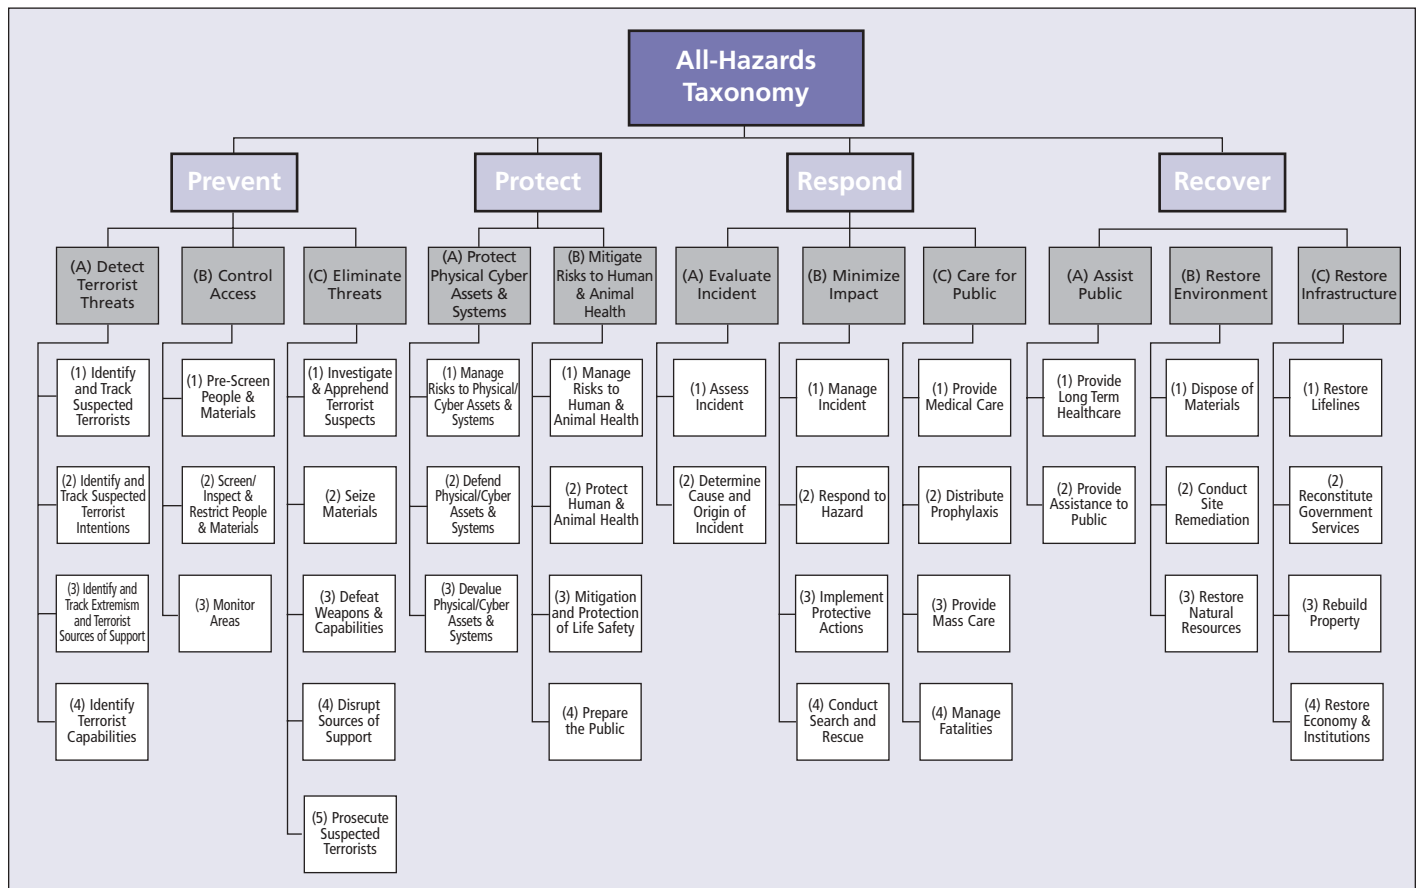 All-Hazards
Taxonomy
Prevent
Protect
Respond
Recover
(A) Detect
Terrorist
Threats
(B) Control
Access
(C) Eliminate
Threats
(A) Protect
Physical Cyber
Assets &
Systems
(B) Mitigate
Risks to Human
& Animal
Health
(A) Evaluate
Incident
(B) Minimize
Impact
(C) Care for
Public
(A) Assist
Public
(B) Restore
Environment
(C) Restore
Infrastructure
(1) Identify
and Track
Suspected
Terrorists
(1) Pre-Screen
People &
Materials
(1) Investigate
& Apprehend
Terrorist
Suspects
(1) Manage
Risks to Physical/
Cyber Assets &
Systems
(1) Manage
Risks to
Human &
Animal Health
(1) Assess
Incident
(1) Manage
Incident
(1) Provide
Medical Care
(1) Provide
Long Term
Healthcare
(1) Dispose of
Materials
(1) Restore
Lifelines
(2) Identify and
Track Suspected
Terrorist
Intentions
(2) Screen/
Inspect &
Restrict People
& Materials
(2) Seize
Materials
(2) Defend
Physical/Cyber
Assets &
Systems
(2) Protect
Human &
Animal Health
(2) Determine
Cause and
Origin of
Incident
(2) Respond to
Hazard
(2) Distribute
Prophylaxis
(2) Provide
Assistance to
Public
(2) Conduct
Site
Remediation
(2)
Reconstitute
Government
Services
(3) Identify and
Track Extremism
and Terrorist
Sources of Support
(3) Monitor
Areas
(3) Defeat
Weapons &
Capabilities
(3) Devalue
Physical/Cyber
Assets &
Systems
(3) Mitigation
and Protection
of Life Safety
(3) Implement
Protective
Actions
(3) Provide
Mass Care
(3) Restore
Natural
Resources
(3) Rebuild
Property
(4) Identify
Terrorist
Capabilities
(4) Disrupt
Sources of
Support
(4) Prepare
the Public
(4) Conduct
Search and
Rescue
(4) Manage
Fatalities
(4) Restore
Economy &
Institutions
(5) Prosecute
Suspected
Terrorists